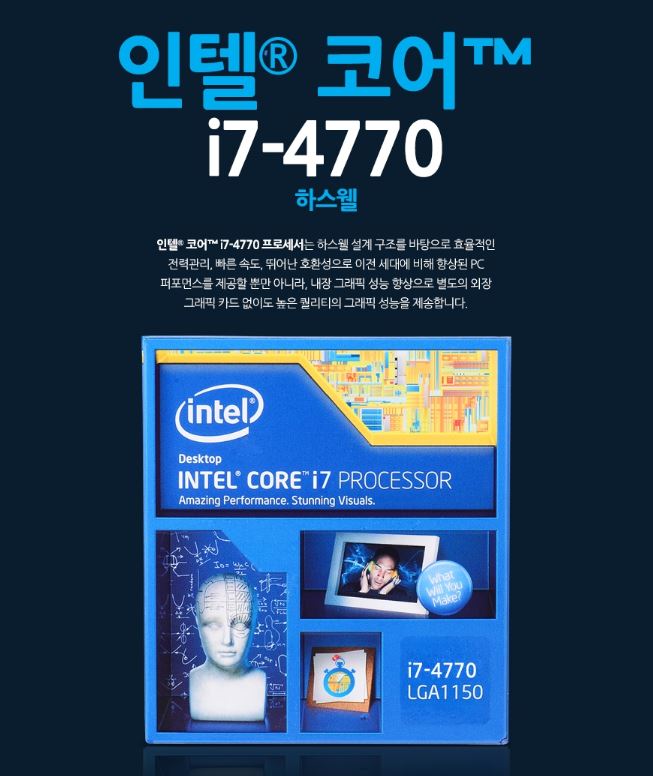 인텔® 코어™
i7-4770
하스웰
인텔® 코어™ i7-4770 프로세서는 하스웰 설계 구조를 바탕으로 효율적인
전력관리, 빠른 속도, 뛰어난 호환성으로 이전 세대에 비해 향상된 PC
퍼포먼스를 제공할 뿐만 아니라, 내장 그래픽 성능 향상으로 별도의 외장
그래픽 카드 없이도 높은 퀄리티의 그래픽 성능을 제송합니다.
intel®
Desktop
INTEL® CORE™ i7 PROCESSOR
Amazing Performance. Stunning Visuals.
What
Will You
Make?
i7-4770
LGA1150